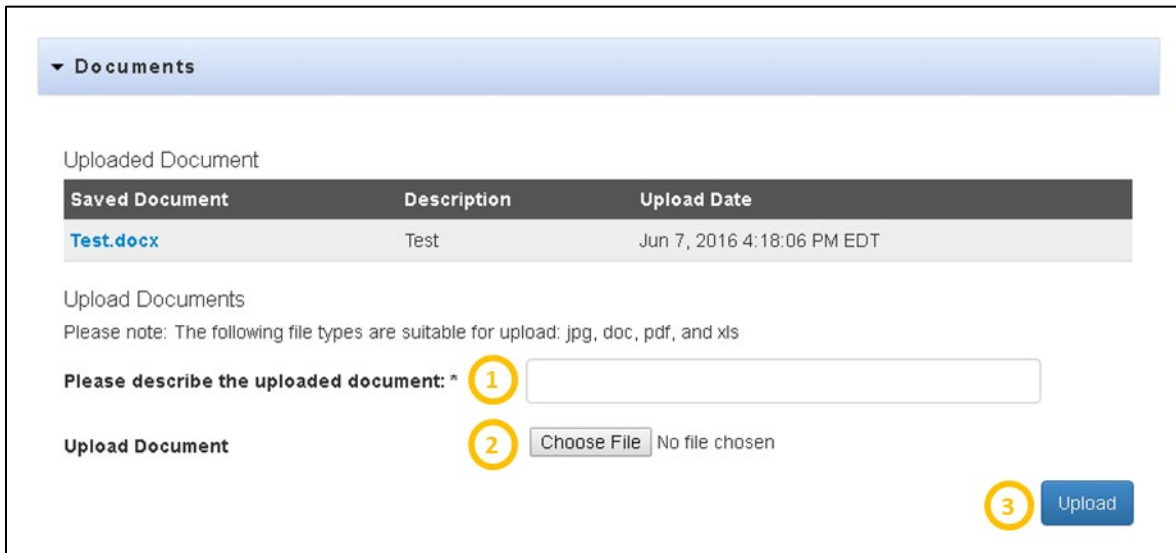 Documents
Uploaded Document
Saved Document Description Upload Date
Test.docx Test Jun 7, 2016 4:18:06 PM EDT
Upload Documents
Please note: The following file types are suitable for upload: jpg, doc, pdf, and xls
Please describe the uploaded document: * 1
Upload Document 2 Choose File No file chosen
3 Upload